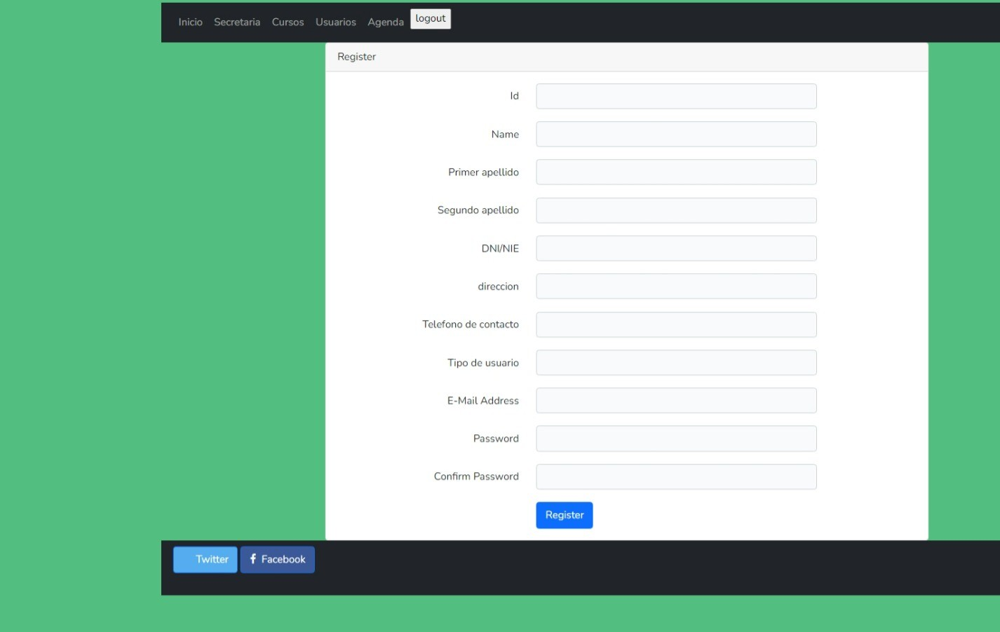 Inicio Secretaria Cursos Usuarios Agenda logout
Register
Id
Name
Primer apellido
Segundo apellido
DNI/NIE
direccion
Telefono de contacto
Tipo de usuario
E-Mail Address
Password
Confirm Password
Register
Twitter Facebook